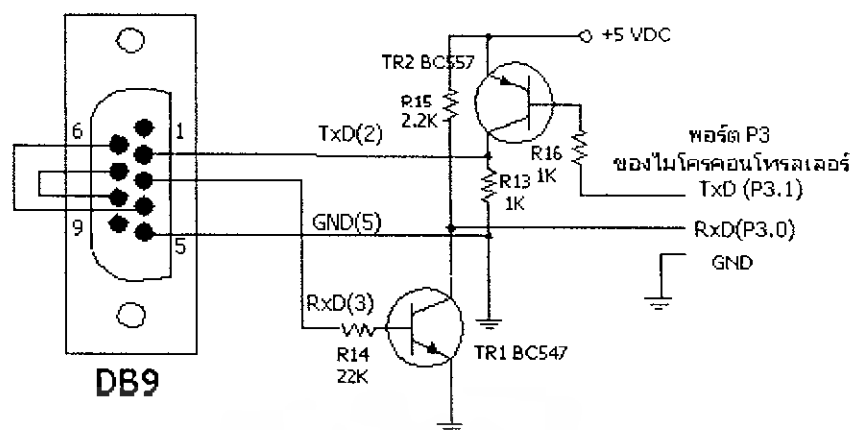 +5 VDC
TR2 BC557
R15
2.2K
6
1
TxD(2)
R16
1K
พอร์ต P3
ของไมโครคอนโทรลเลอร์
TxD (P3.1)
R13
1K
9
5
GND(5)
RxD(P3.0)
GND
RxD(3)
R14
22K
TR1 BC547
DB9